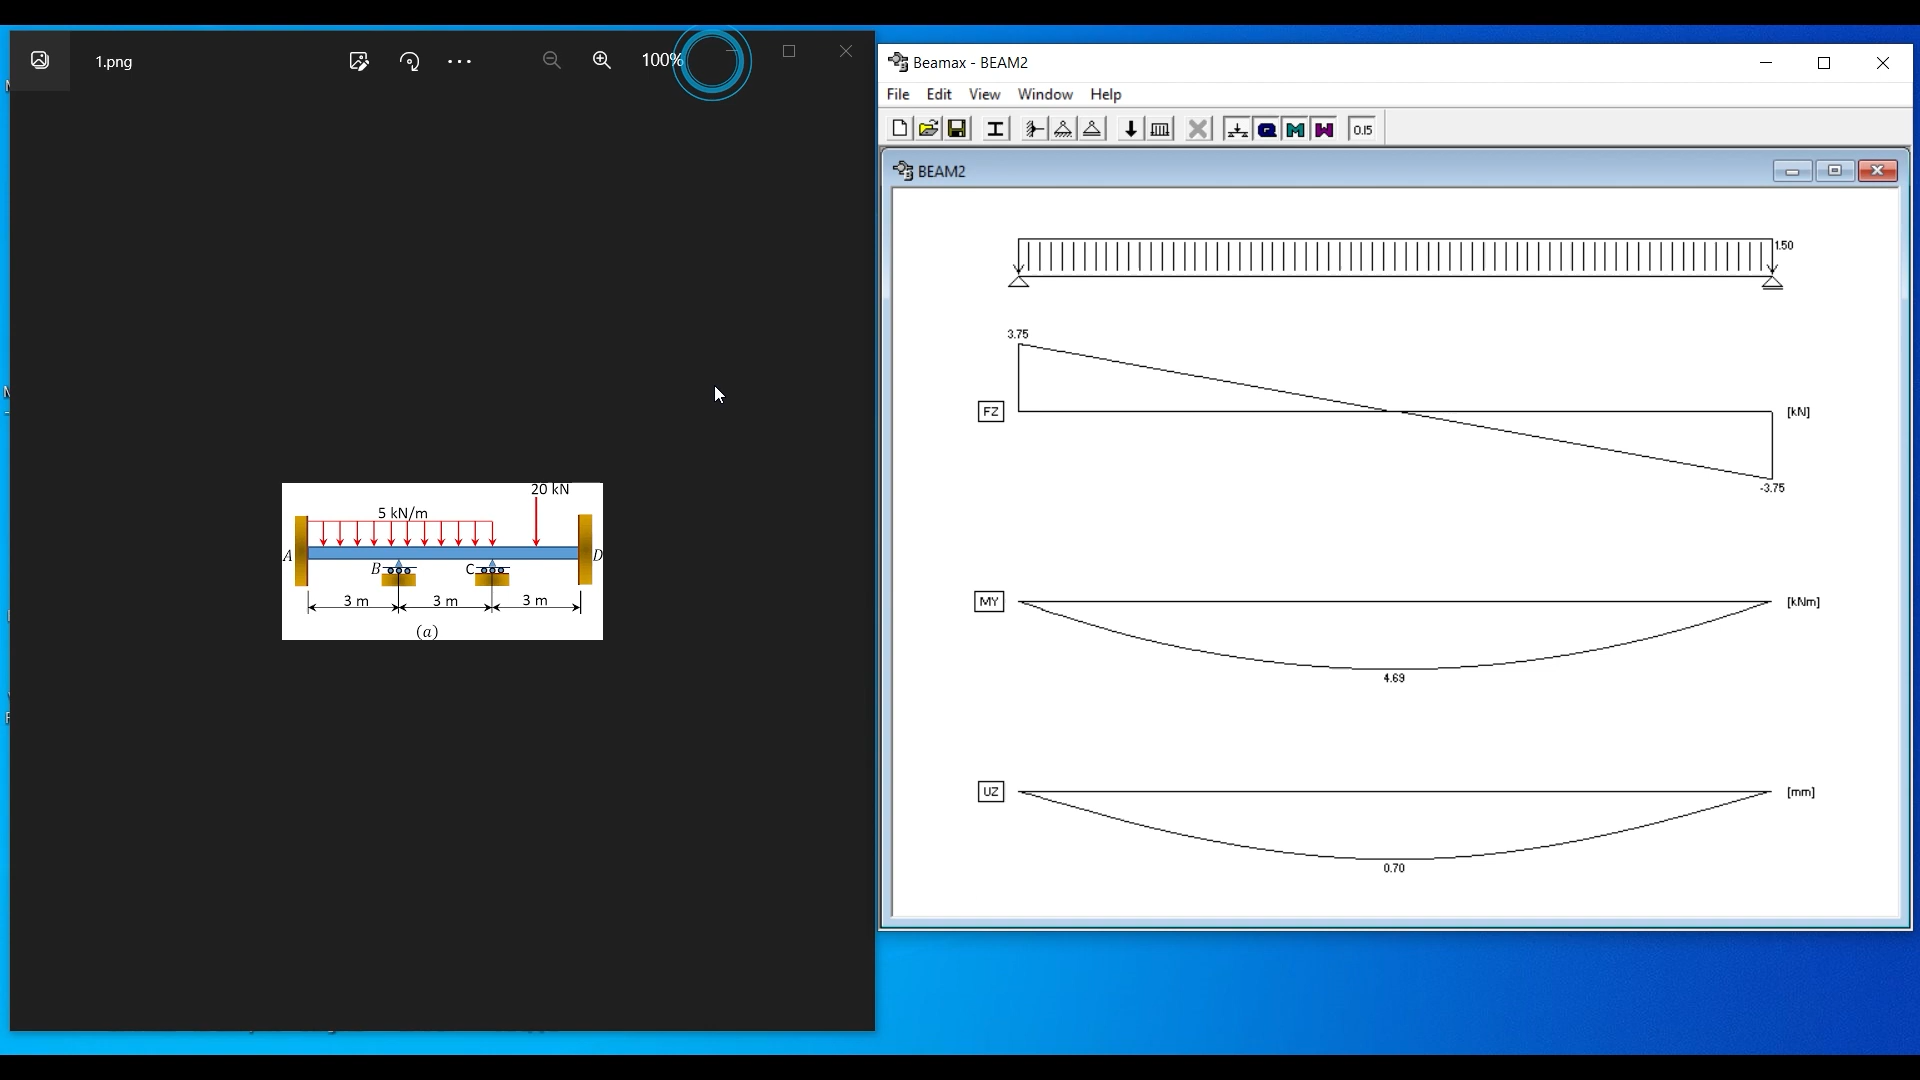 1.png
100%
20 kN
5 kN/m
A
D
B
C
3 m
3 m
3 m
(a)
Beamax - BEAM2
File Edit View Window Help
Q M W 0.15
BEAM2
1.50
3.75
FZ
[kN]
-3.75
MY
[kNm]
4.69
UZ
[mm]
0.70